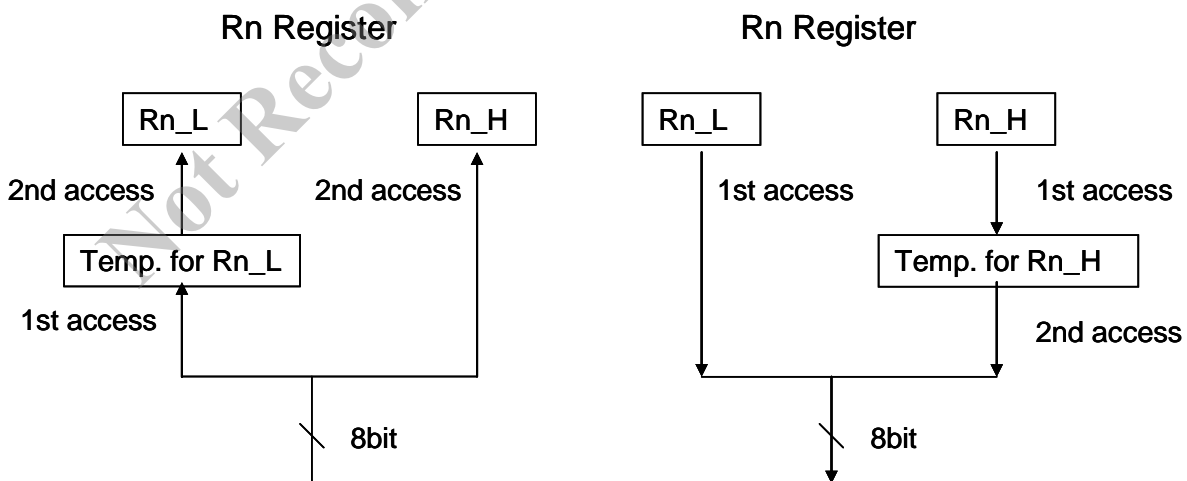 Rn Register
Rn_L
Rn_H
2nd access
2nd access
Temp. for Rn_L
1st access
8bit
Rn Register
Rn_L
Rn_H
1st access
1st access
Temp. for Rn_H
2nd access
8bit
Not